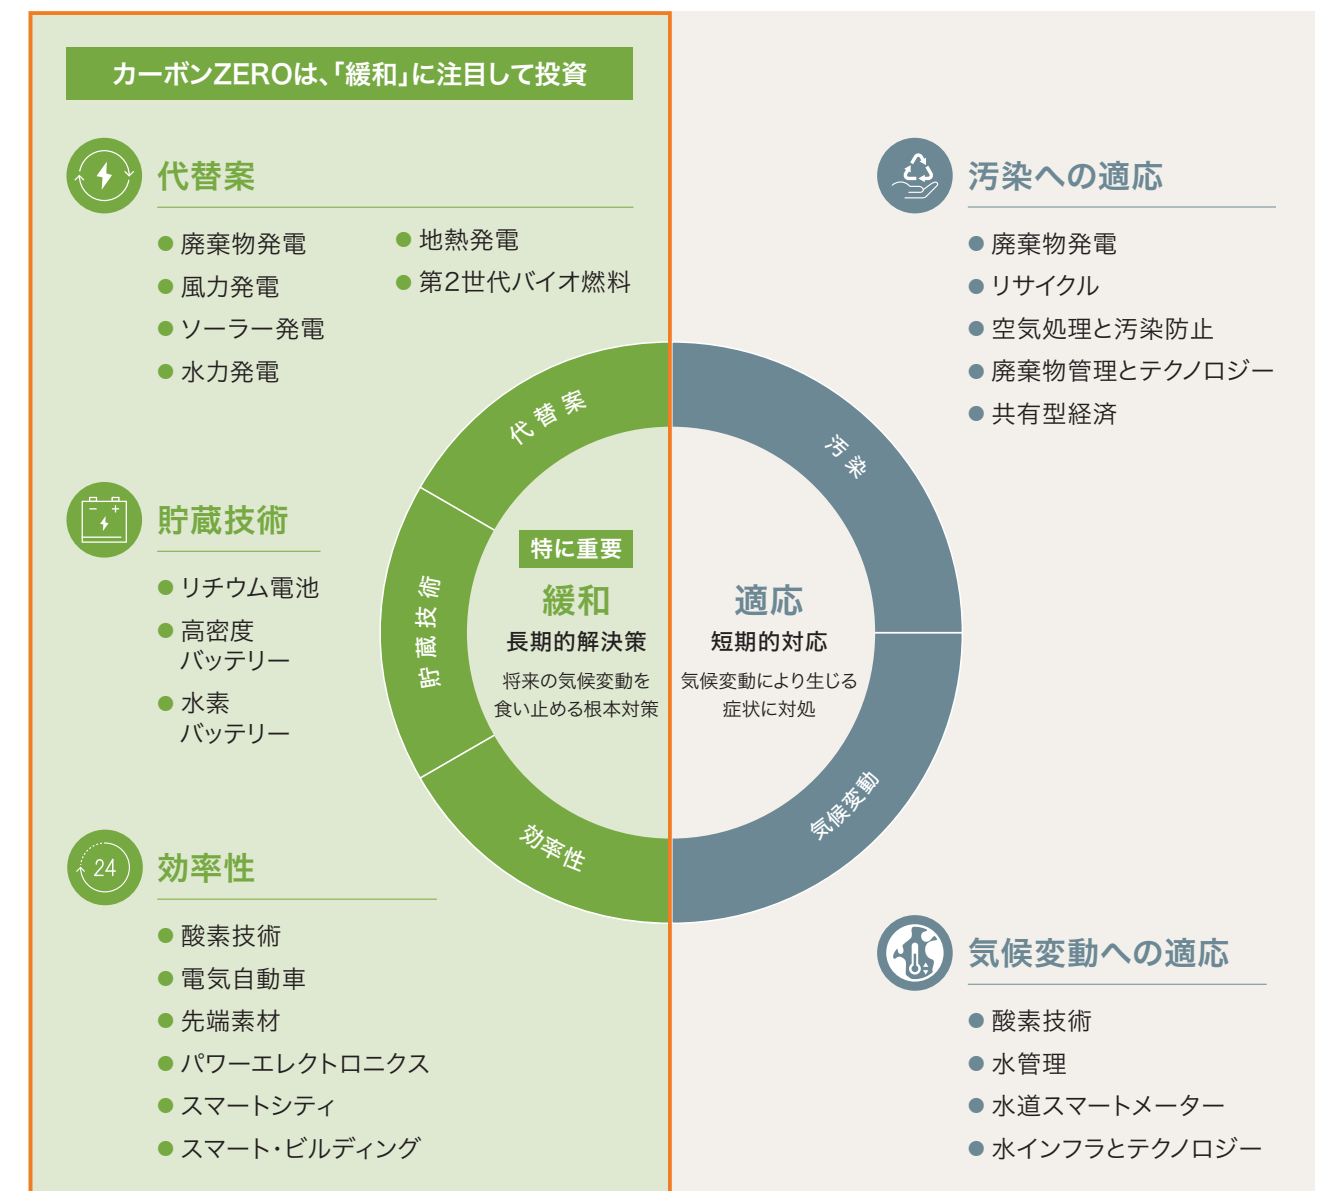 カーボンZEROは、「緩和」に注目して投資
代替案
廃棄物発電
風力発電
ソーラー発電
水力発電
地熱発電
第2世代バイオ燃料
貯蔵技術
リチウム電池
高密度
バッテリー
水素
バッテリー
24
効率性
酸素技術
電気自動車
先端素材
パワーエレクトロニクス
スマートシティ
スマート・ビルディング
代替案
貯蔵技術
効率性
特に重要
緩和
長期的解決策
将来の気候変動を
食い止める根本対策
適応
短期的対応
気候変動により生じる
症状に対処
汚染
気候変動
汚染への適応
廃棄物発電
リサイクル
空気処理と汚染防止
廃棄物管理とテクノロジー
共有型経済
気候変動への適応
酸素技術
水管理
水道スマートメーター
水インフラとテクノロジー